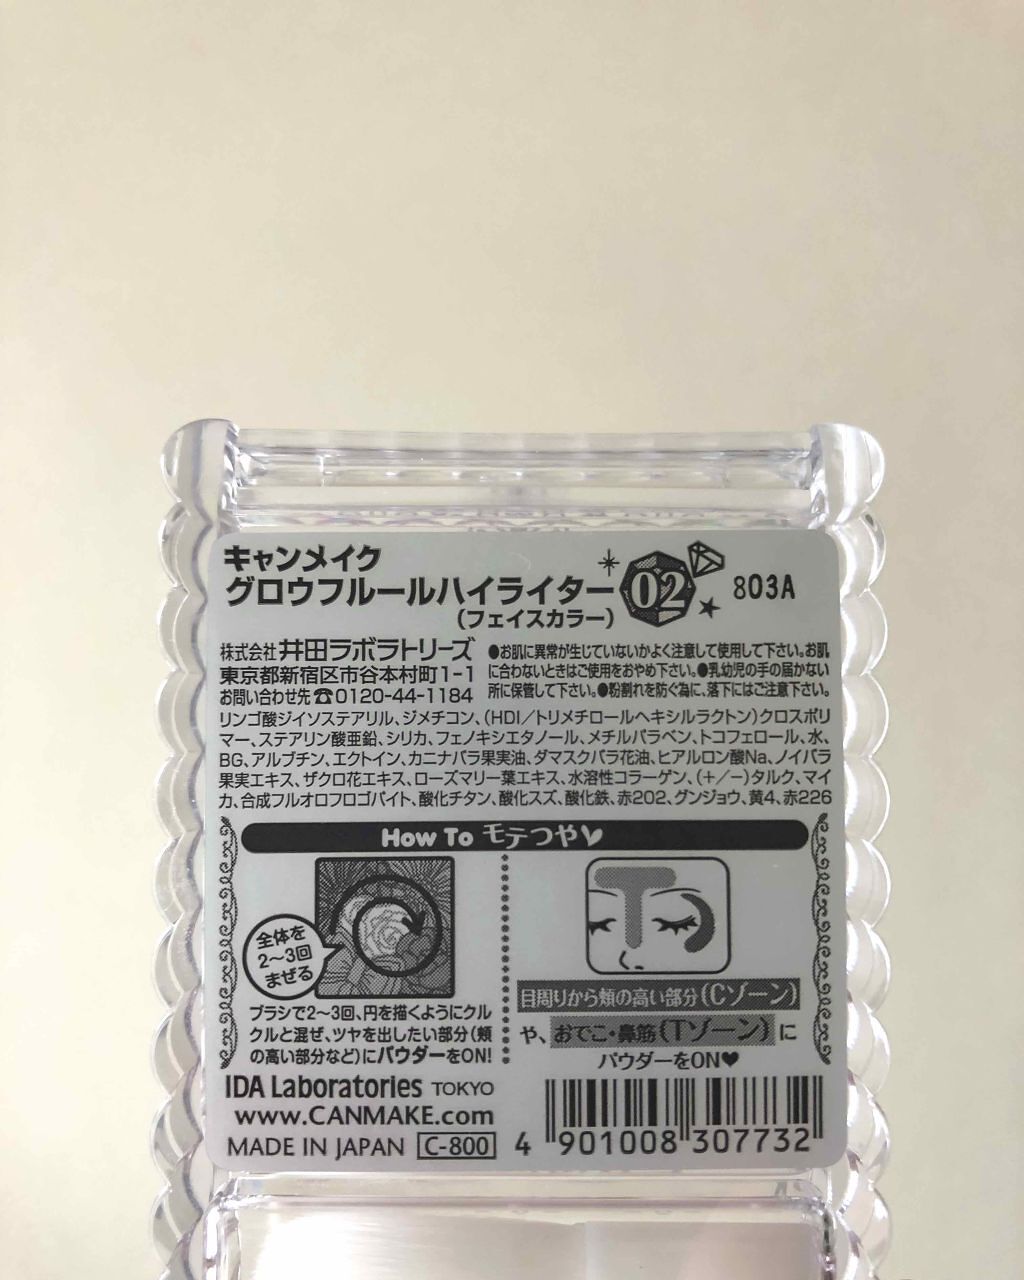 キャンメイク
グロウフルールハイライター 02 803A
(フェイスカラー)
株式会社 井田ラボラトリーズ
東京都新宿区市谷本村町1-1
お問い合わせ先☎0120-44-1184
●お肌に異常が生じていないかよく注意して使用して下さい。お肌
に合わないときはご使用をおやめ下さい。●乳幼児の手の届かない
所に保管して下さい。●粉割れを防ぐ為に、落下にはご注意下さい。
リンゴ酸ジイソステアリル、ジメチコン、(HDI/トリメチロールヘキシルラクトン)クロスポリ
マー、ステアリン酸亜鉛、シリカ、フェノキシエタノール、メチルパラベン、トコフェロール、水、
BG、アルブチン、エクトイン、カニナバラ果実油、ダマスクバラ花油、ヒアルロン酸Na、ノイバラ
果実エキス、ザクロ花エキス、ローズマリー葉エキス、水溶性コラーゲン、(+/-)タルク、マイ
カ、合成フルオロフロゴパイト、酸化チタン、酸化スズ、酸化鉄、赤202、グンジョウ、黄4、赤226
How To モテつや♥
全体を
2〜3回
まぜる
ブラシで2〜3回、円を描くようにクル
クルと混ぜ、ツヤを出したい部分(頬
の高い部分など)にパウダーをON!
目周りから頬の高い部分(Cゾーン)
や、おでこ・鼻筋(Tゾーン)に
パウダーをON♥
IDA Laboratories TOKYO
www.CANMAKE.com
MADE IN JAPAN C-800
4 901008 307732